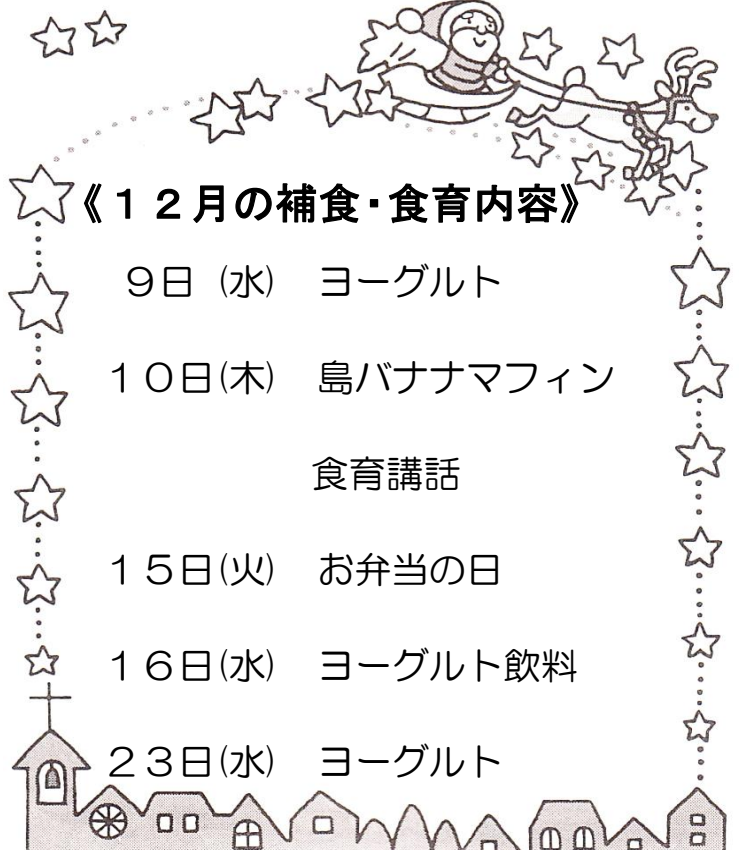 《１２月の補食・食育内容》
９日 (水)　ヨーグルト
１０日(木)　島バナナマフィン
食育講話
１５日(火)　お弁当の日
１６日(水)　ヨーグルト飲料
２３日(水)　ヨーグルト